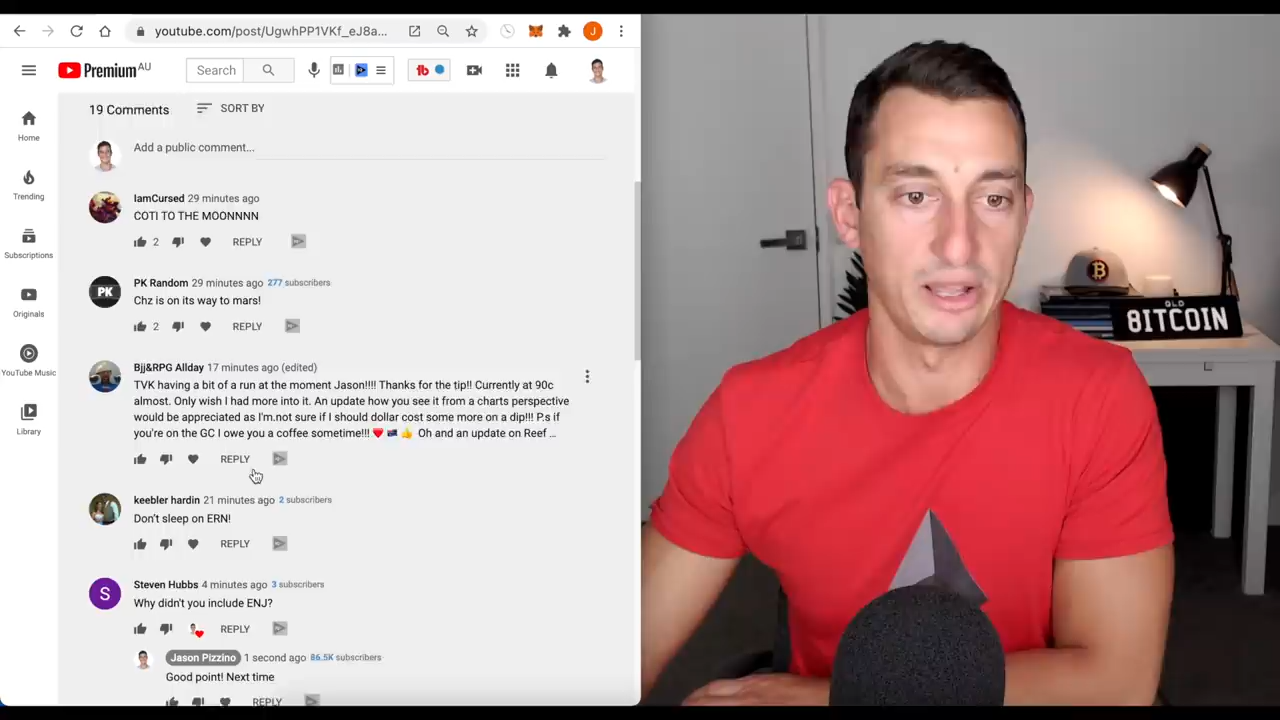 youtube.com/post/UgwhPP1VKf_eJ8a...
J
Premium AU
Search
tb
19 Comments
SORT BY
Home
Add a public comment...
Trending
IamCursed 29 minutes ago
COTI TO THE MOONNNN
2 REPLY
Subscriptions
PK
PK Random 29 minutes ago 277 subscribers
Chz is on its way to mars!
Originals
2 REPLY
YouTube Music
Bjj&RPG Allday 17 minutes ago (edited)
TVK having a bit of a run at the moment Jason!!!! Thanks for the tip!! Currently at 90c
almost. Only wish I had more into it. An update how you see it from a charts perspective
would be appreciated as I'm.not sure if I should dollar cost some more on a dip!!! P.s if
you're on the GC I owe you a coffee sometime!!! ❤️ 🇦🇺 👍 Oh and an update on Reef ...
Library
REPLY
keebler hardin 21 minutes ago 2 subscribers
Don't sleep on ERN!
REPLY
S
Steven Hubbs 4 minutes ago 3 subscribers
Why didn't you include ENJ?
REPLY
Jason Pizzino 1 second ago 86.5K subscribers
Good point! Next time
REPLY
QLD
8ITCOIN